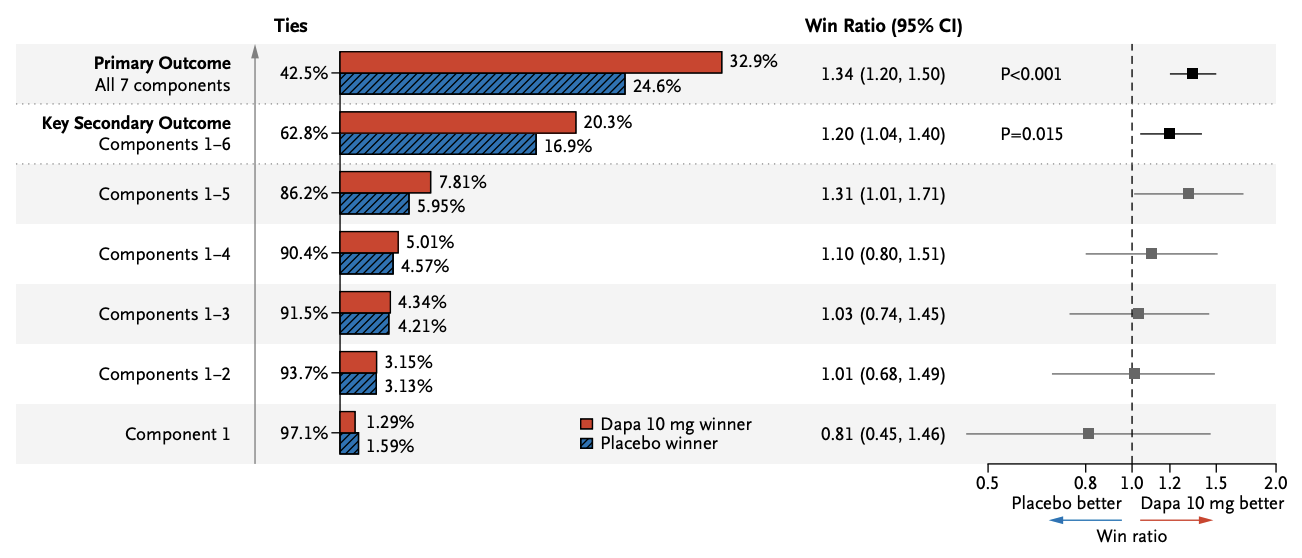 Ties Win Ratio (95% CI)
Primary Outcome
All 7 components
42.5%
32.9%
24.6%
1.34 (1.20, 1.50) P<0.001
Key Secondary Outcome
Components 1–6
62.8%
20.3%
16.9%
1.20 (1.04, 1.40) P=0.015
Components 1–5
86.2%
7.81%
5.95%
1.31 (1.01, 1.71)
Components 1–4
90.4%
5.01%
4.57%
1.10 (0.80, 1.51)
Components 1–3
91.5%
4.34%
4.21%
1.03 (0.74, 1.45)
Components 1–2
93.7%
3.15%
3.13%
1.01 (0.68, 1.49)
Component 1
97.1%
1.29%
1.59%
Dapa 10 mg winner
Placebo winner
0.81 (0.45, 1.46)
0.5 0.8 1.0 1.2 1.5 2.0
Placebo better Dapa 10 mg better
Win ratio